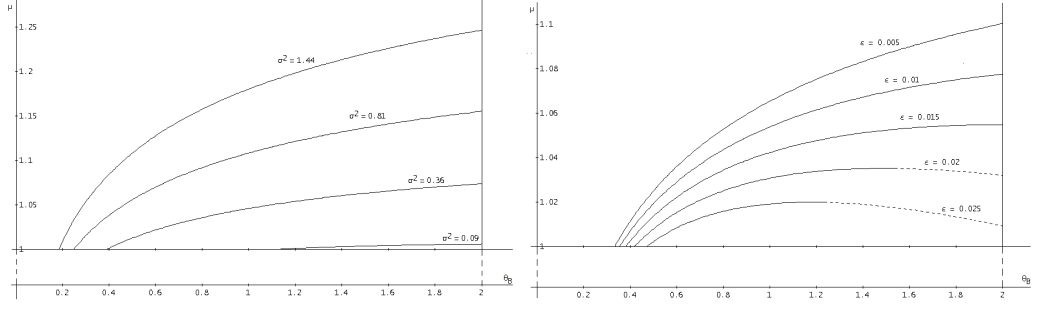 μ
1.25
σ² = 1.44
1.2
1.15
σ² = 0.81
1.1
σ² = 0.36
1.05
σ² = 0.09
1
θB
0.2 0.4 0.6 0.8 1 1.2 1.4 1.6 1.8 2
μ
1.1
ε = 0.005
1.08
ε = 0.01
1.06
ε = 0.015
1.04
ε = 0.02
1.02
ε = 0.025
1
θB
0.2 0.4 0.6 0.8 1 1.2 1.4 1.6 1.8 2